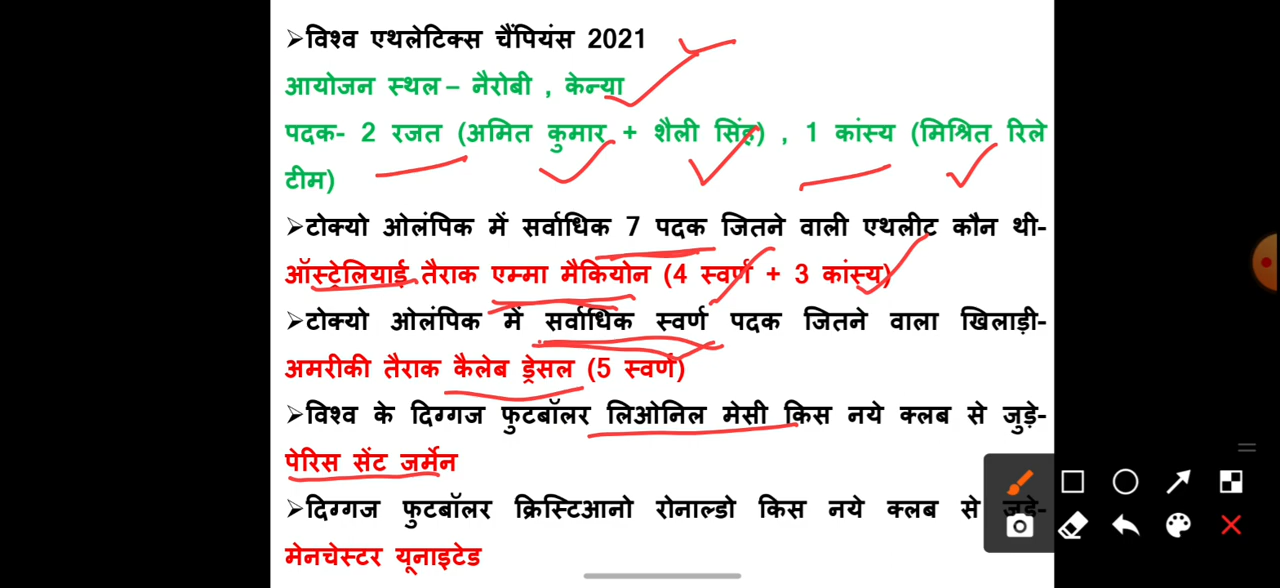 ➢विश्व एथलेटिक्स चैंपियंस 2021
आयोजन स्थल – नैरोबी , केन्या
पदक- 2 रजत (अमित कुमार + शैली सिंह) , 1 कांस्य (मिश्रित रिले
टीम)
➢टोक्यो ओलंपिक में सर्वाधिक 7 पदक जितने वाली एथलीट कौन थी-
ऑस्ट्रेलियाई तैराक एम्मा मैकियोन (4 स्वर्ण + 3 कांस्य)
➢टोक्यो ओलंपिक में सर्वाधिक स्वर्ण पदक जितने वाला खिलाड़ी-
अमरीकी तैराक कैलेब ड्रेसल (5 स्वर्ण)
➢विश्व के दिग्गज फुटबॉलर लिओनिल मेसी किस नये क्लब से जुड़े-
पेरिस सेंट जर्मेन
➢दिग्गज फुटबॉलर क्रिस्टिआनो रोनाल्डो किस नये क्लब से जुड़े-
मेनचेस्टर यूनाइटेड